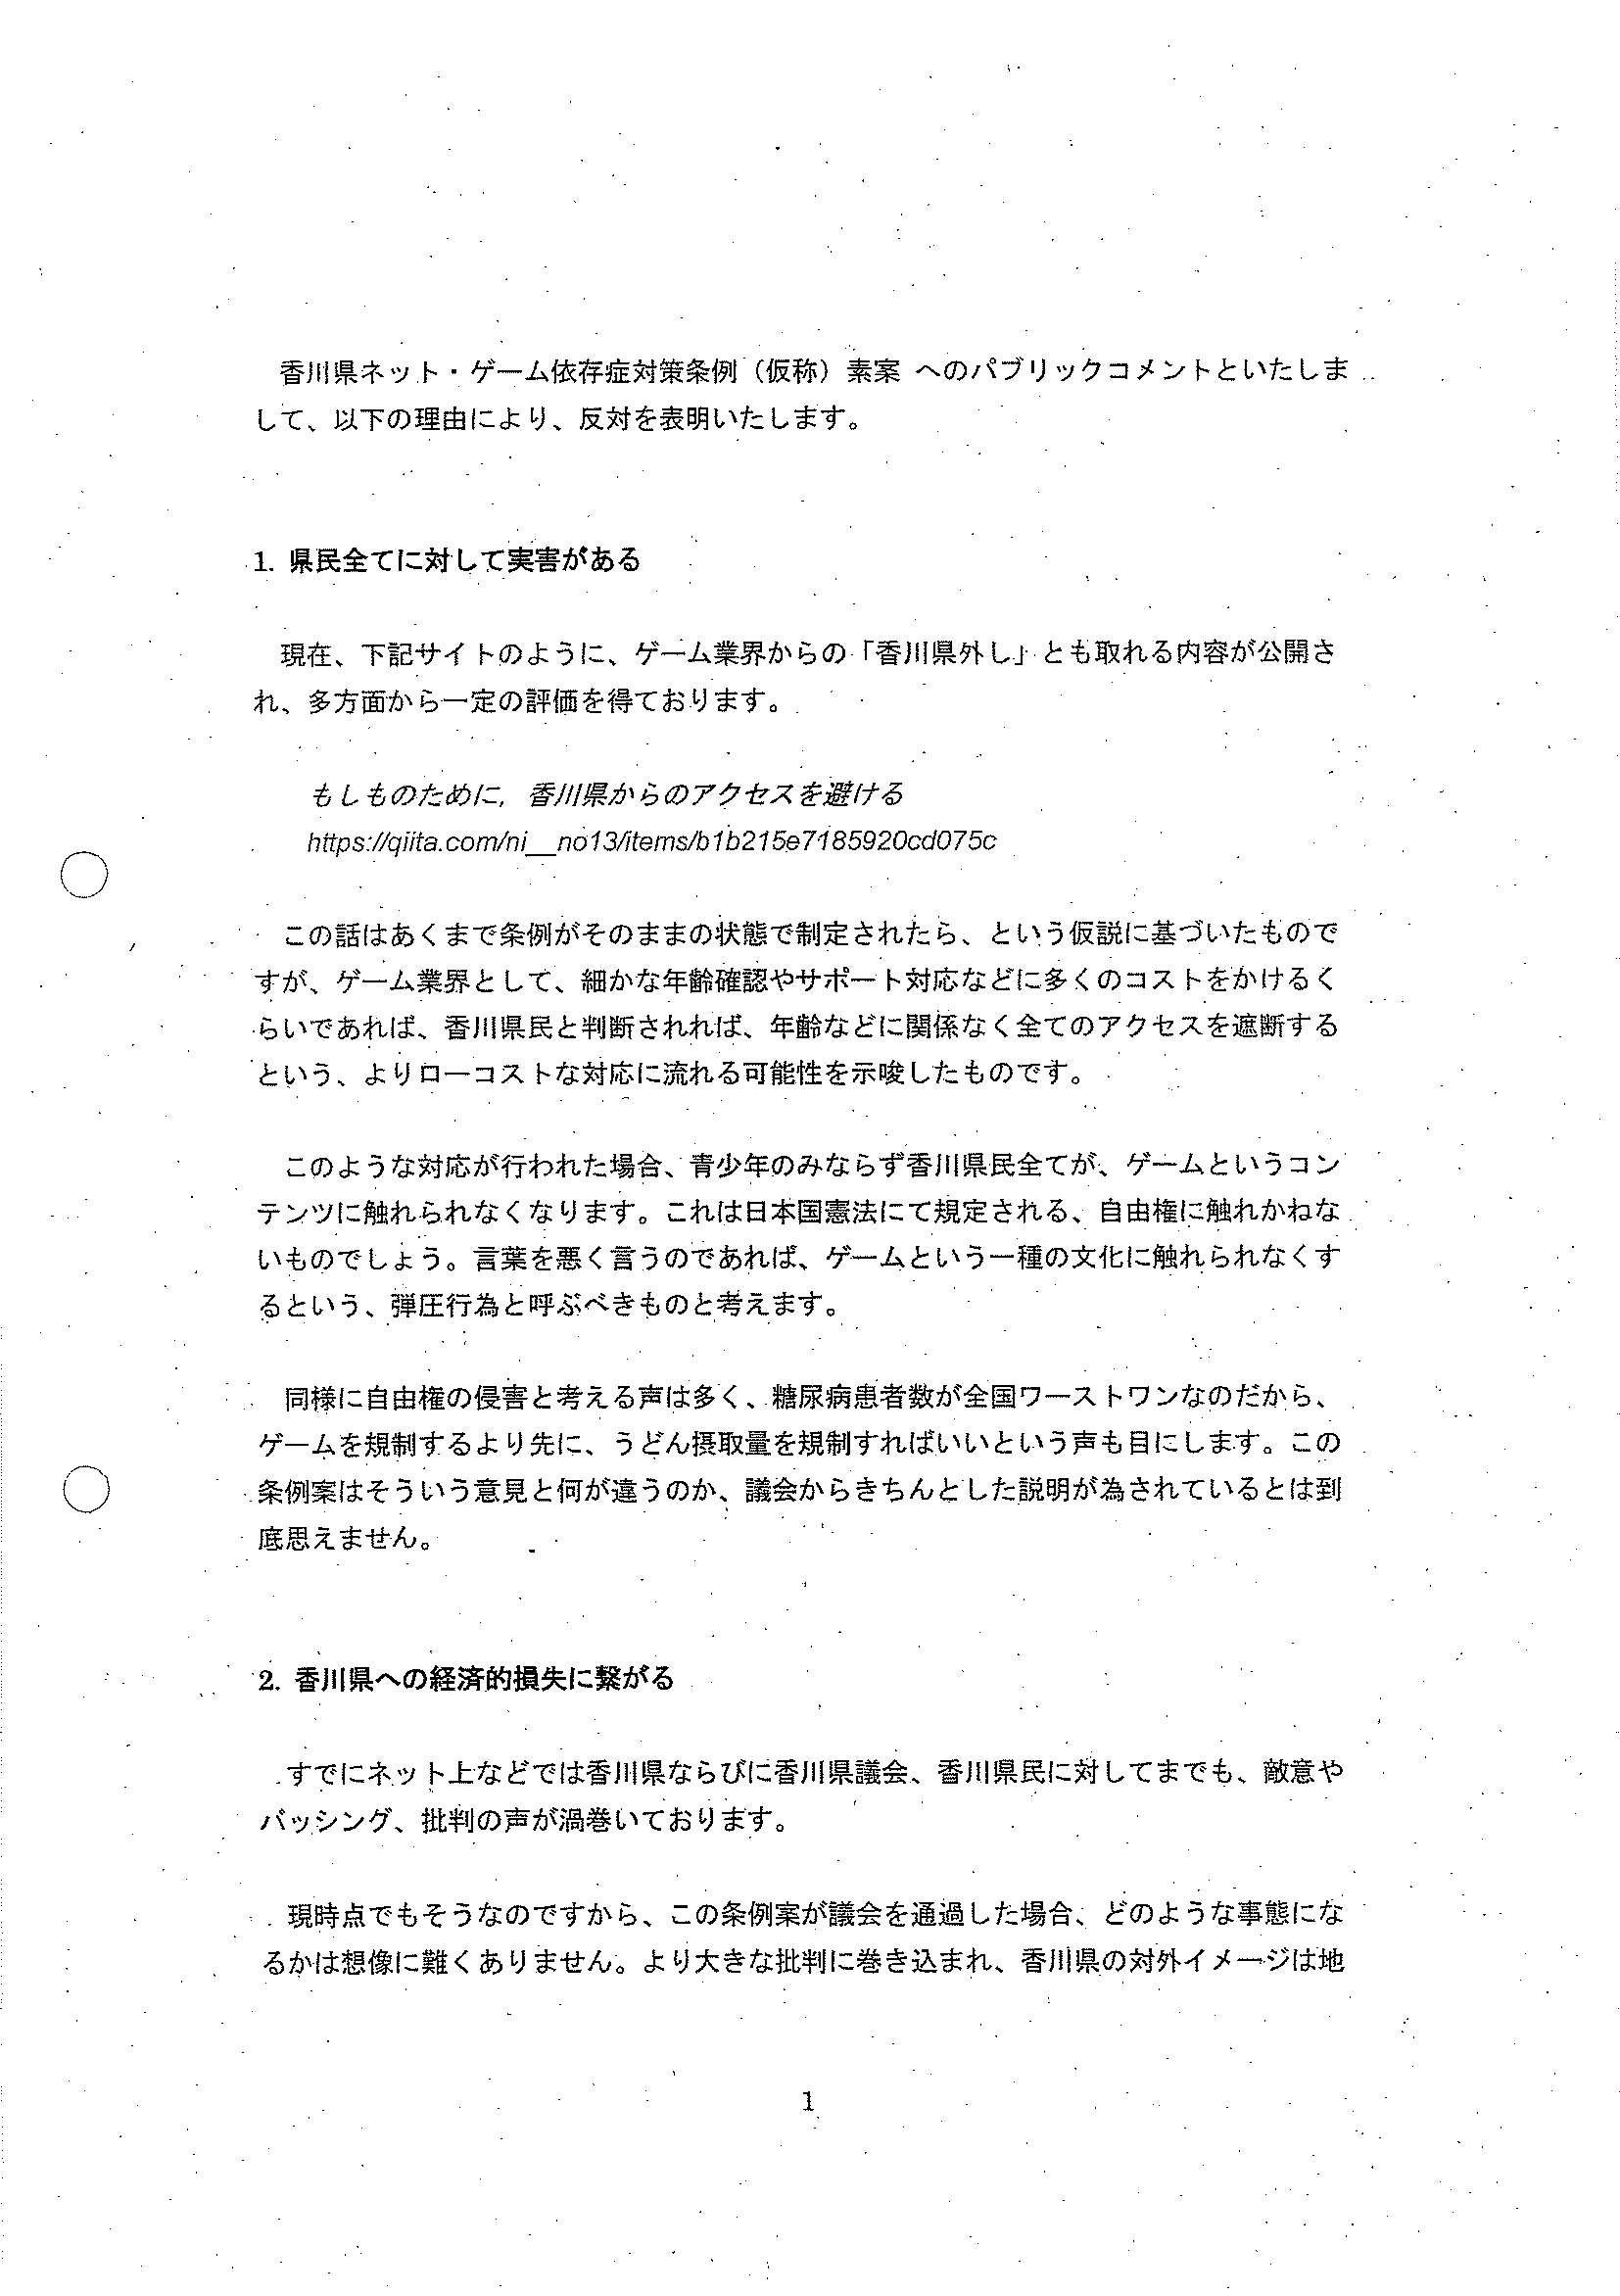 香川県ネット・ゲーム依存症対策条例（仮称）素案 へのパブリックコメントといたしま
して、以下の理由により、反対を表明いたします。
1. 県民全てに対して実害がある
現在、下記サイトのように、ゲーム業界からの「香川県外し」とも取れる内容が公開さ
れ、多方面から一定の評価を得ております。
もしものために，香川県からのアクセスを避ける
https://qiita.com/ni__no13/items/b1b215e7185920cd075c
この話はあくまで条例がそのままの状態で制定されたら、という仮説に基づいたもので
すが、ゲーム業界として、細かな年齢確認やサポート対応などに多くのコストをかけるく
らいであれば、香川県民と判断されれば、年齢などに関係なく全てのアクセスを遮断する
という、よりローコストな対応に流れる可能性を示唆したものです。
このような対応が行われた場合、青少年のみならず香川県民全てが、ゲームというコン
テンツに触れられなくなります。これは日本国憲法にて規定される、自由権に触れかねな
いものでしょう。言葉を悪く言うのであれば、ゲームという一種の文化に触れられなくす
るという、弾圧行為と呼ぶべきものと考えます。
同様に自由権の侵害と考える声は多く、糖尿病患者数が全国ワーストワンなのだから、
ゲームを規制するより先に、うどん摂取量を規制すればいいという声も目にします。この
条例案はそういう意見と何が違うのか、議会からきちんとした説明が為されているとは到
底思えません。
2. 香川県への経済的損失に繋がる
すでにネット上などでは香川県ならびに香川県議会、香川県民に対してまでも、敵意や
バッシング、批判の声が渦巻いております。
現時点でもそうなのですから、この条例案が議会を通過した場合、どのような事態にな
るかは想像に難くありません。より大きな批判に巻き込まれ、香川県の対外イメージは地
1